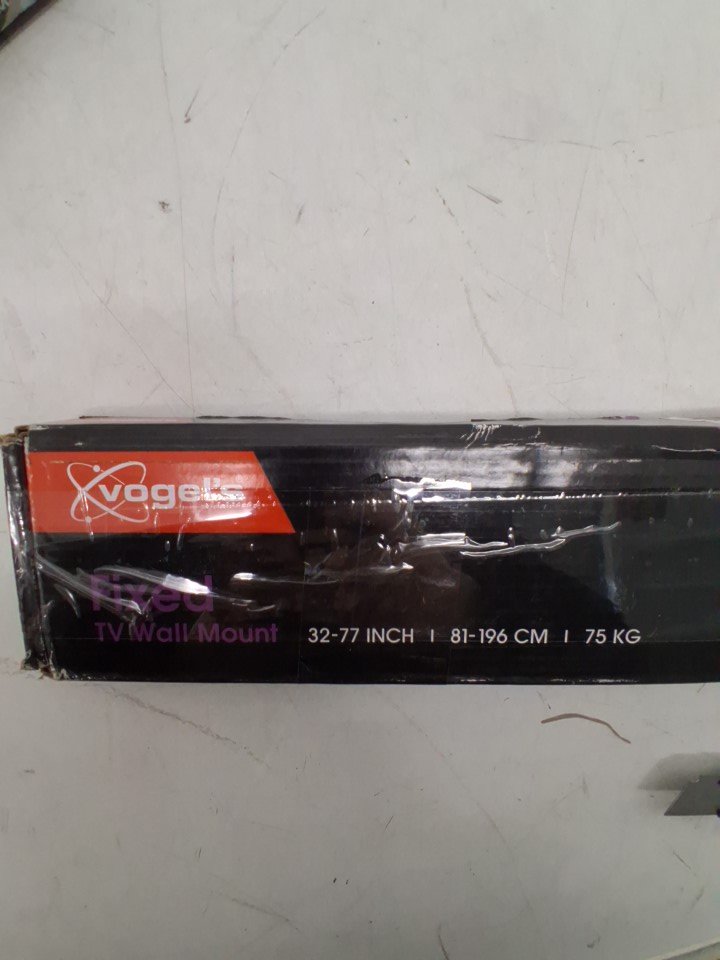 vogel's
Fixed
TV Wall Mount
32-77 INCH | 81-196 CM | 75 KG